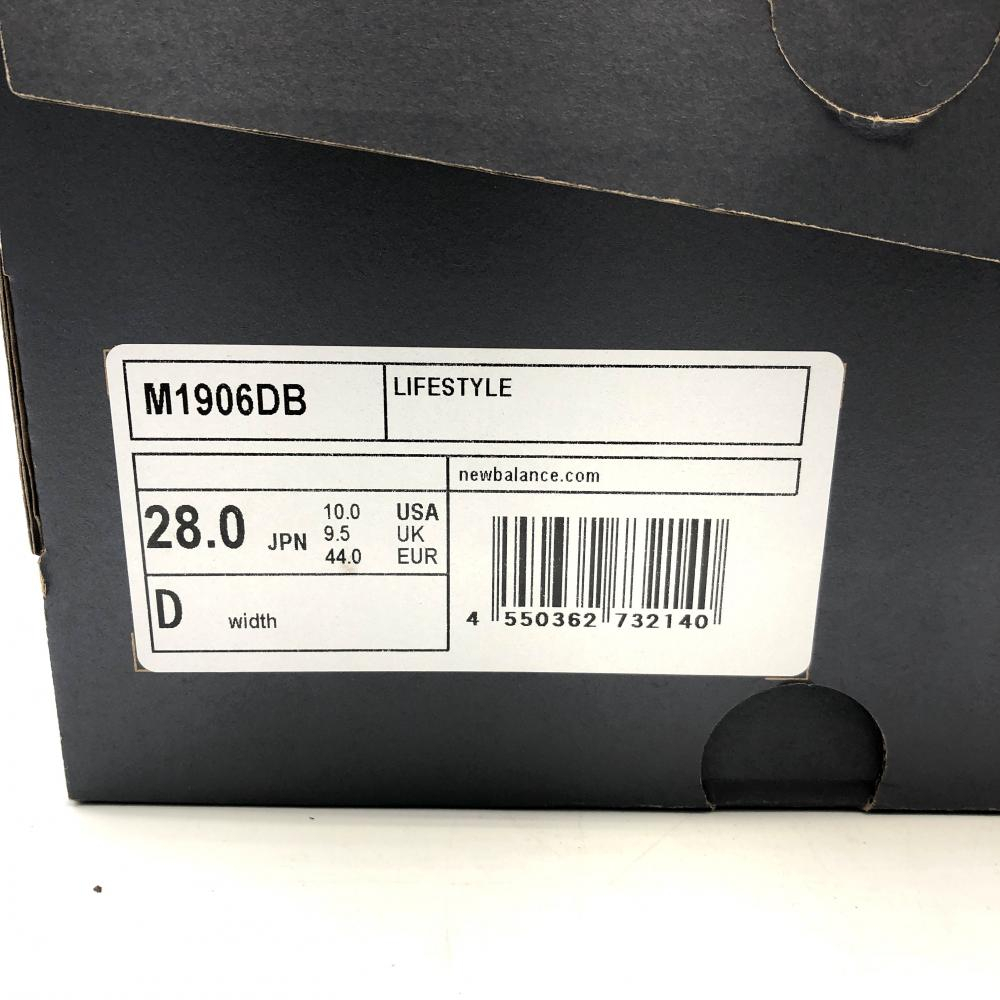 M1906DB
LIFESTYLE
newbalance.com
28.0 JPN
10.0 USA
9.5 UK
44.0 EUR
D width
4 550362 732140